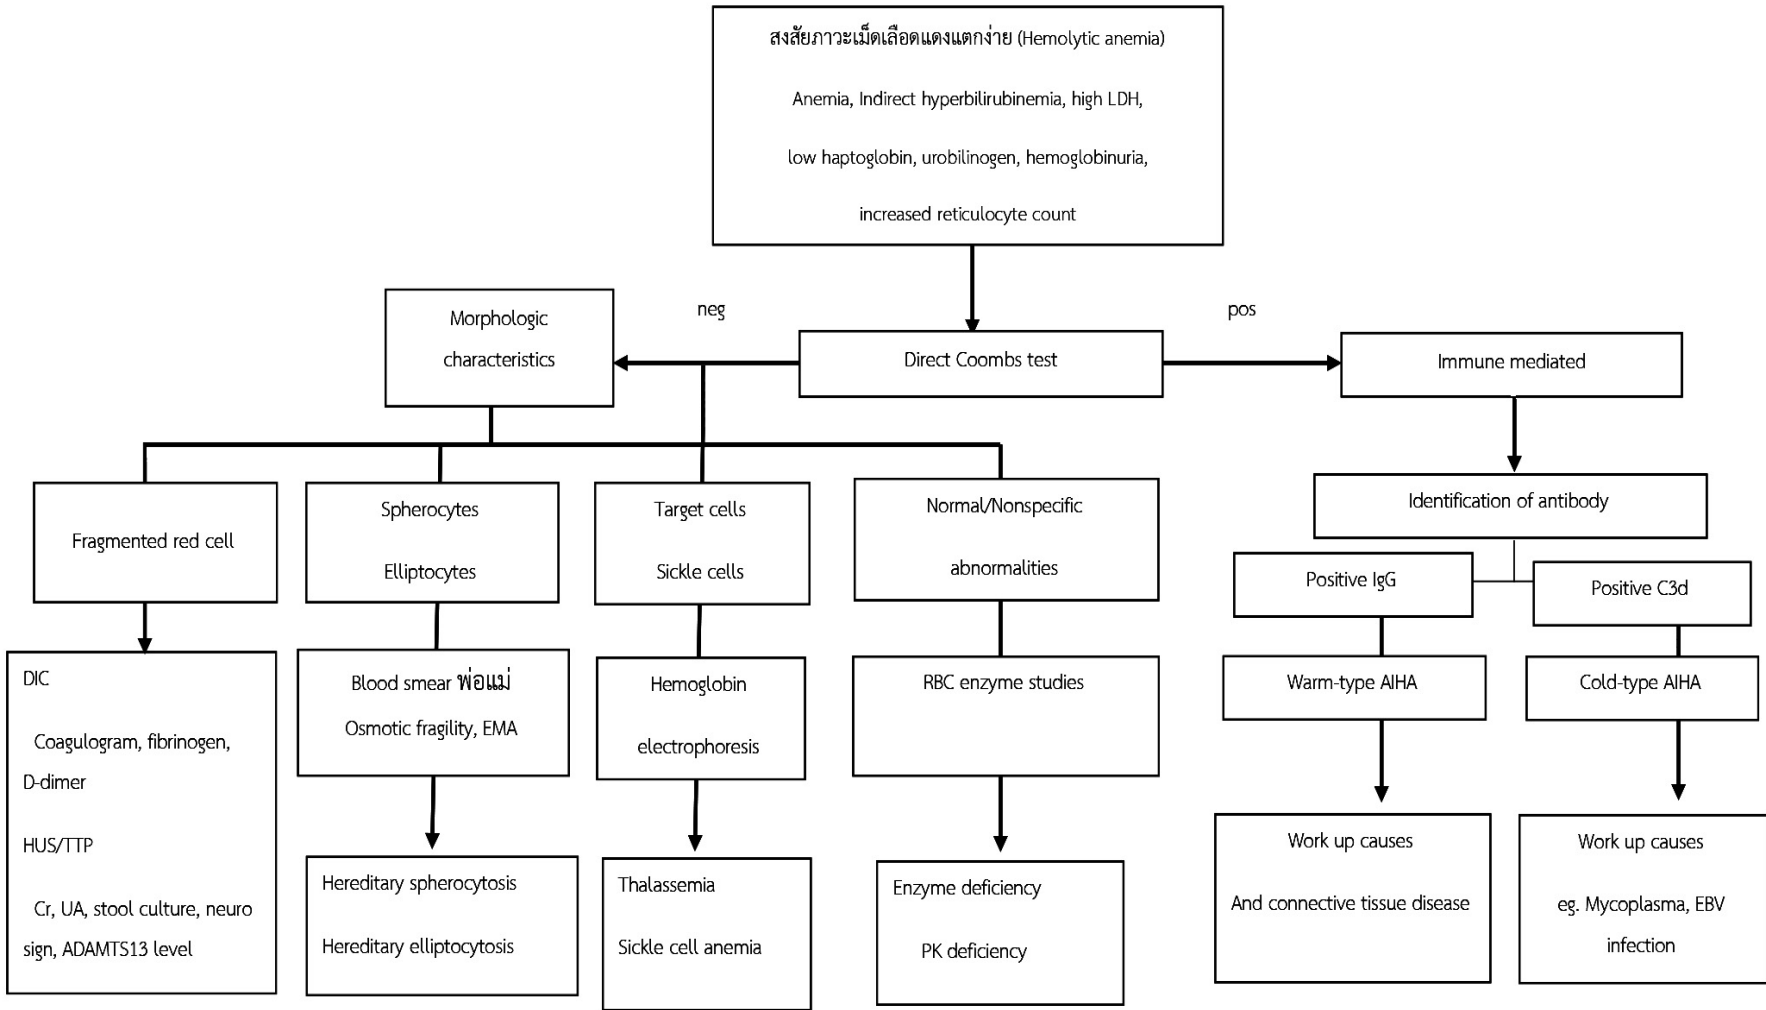 สงสัยภาวะเม็ดเลือดแดงแตกง่าย (Hemolytic anemia)
Anemia, Indirect hyperbilirubinemia, high LDH,
low haptoglobin, urobilinogen, hemoglobinuria,
increased reticulocyte count
neg
pos
Morphologic
characteristics
Direct Coombs test
Immune mediated
Fragmented red cell
Spherocytes
Elliptocytes
Target cells
Sickle cells
Normal/Nonspecific
abnormalities
Identification of antibody
Positive IgG
Positive C3d
DIC
Coagulogram, fibrinogen,
D-dimer
HUS/TTP
Cr, UA, stool culture, neuro
sign, ADAMTS13 level
Blood smear พ่อแม่
Osmotic fragility, EMA
Hemoglobin
electrophoresis
RBC enzyme studies
Warm-type AIHA
Cold-type AIHA
Hereditary spherocytosis
Hereditary elliptocytosis
Thalassemia
Sickle cell anemia
Enzyme deficiency
PK deficiency
Work up causes
And connective tissue disease
Work up causes
eg. Mycoplasma, EBV
infection